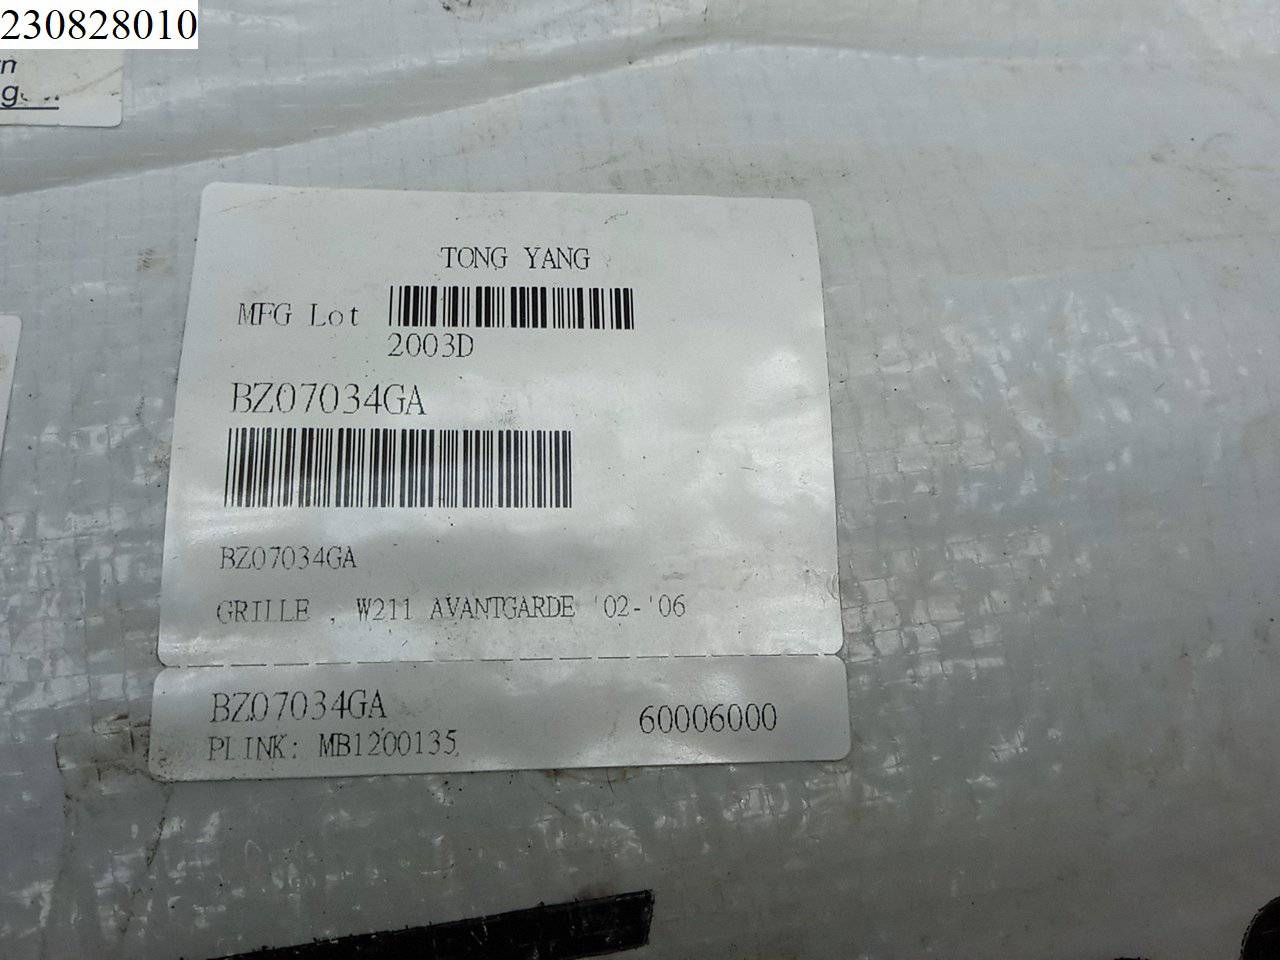 230828010
TONG YANG
MFG Lot
2003D
BZ07034GA
BZ07034GA
GRILLE , W211 AVANTGARDE '02-'06
BZ07034GA
60006000
PLINK: MB1200135